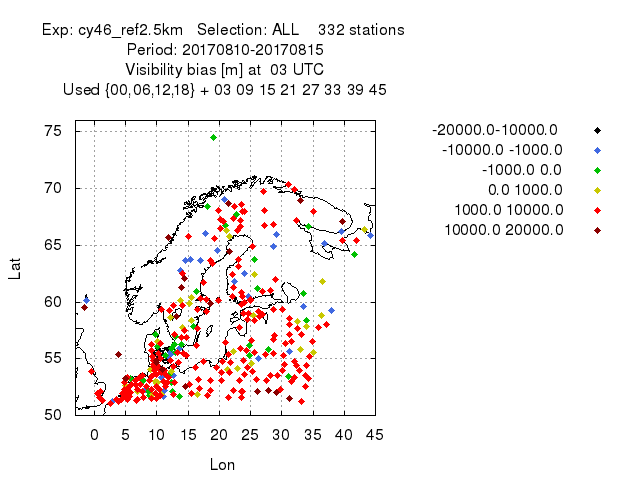 Exp: cy46_ref2.5km Selection: ALL 332 stations
Period: 20170810-20170815
Visibility bias [m] at 03 UTC
Used {00,06,12,18} + 03 09 15 21 27 33 39 45
75
70
65
60
55
50
Lat
0 5 10 15 20 25 30 35 40 45
Lon
-20000.0-10000.0
-10000.0 -1000.0
-1000.0 0.0
0.0 1000.0
1000.0 10000.0
10000.0 20000.0